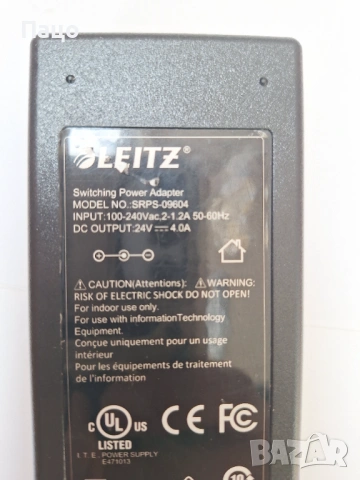 Пацо
LEITZ
Switching Power Adapter
MODEL NO.:SRPS-09604
INPUT:100-240Vac,2-1.2A 50-60Hz
DC OUTPUT:24V⎓4.0A
⚠ CAUTION(Attentions): ⚠ WARNING:
RISK OF ELECTRIC SHOCK DO NOT OPEN!
For indoor use only.
For use with informationTechnology
Equipment.
Conçue uniquement pour un usage
intérieur
Pour les équipements de traitement
de l'information
c UL us CE FC
LISTED
I.T.E. POWER SUPPLY
E471013
10
bazar